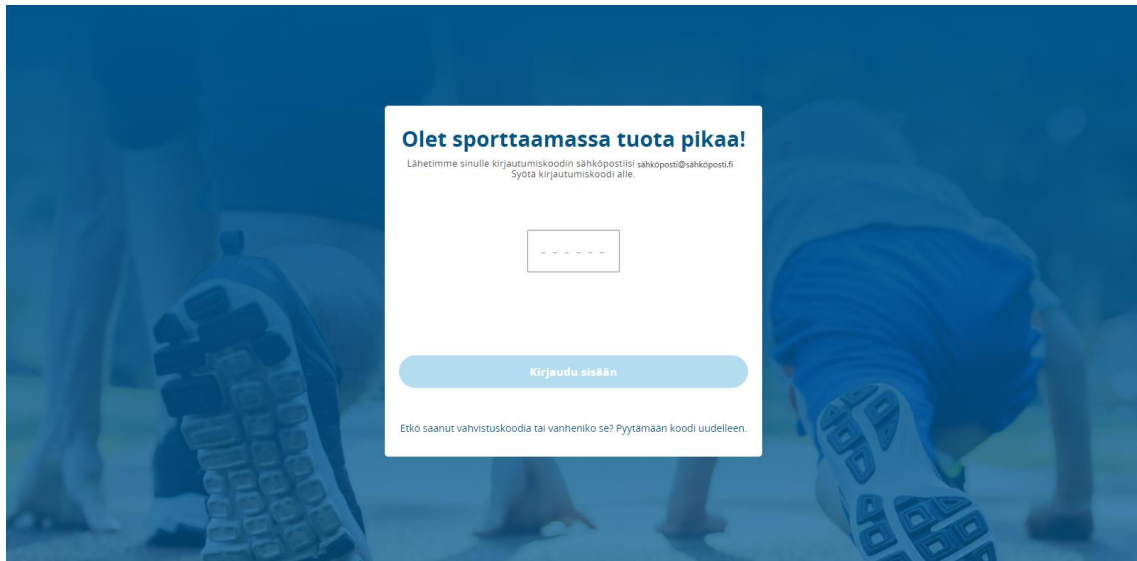 Olet sporttaamassa tuota pikaa!
Lähetimme sinulle kirjautumiskoodin sähköpostiisi sähköposti@sähköposti.fi
Syötä kirjautumiskoodi alle.
- - - - - -
Kirjaudu sisään
Etkö saanut vahvistuskoodia tai vanheniko se? Pyytämään koodi uudelleen.